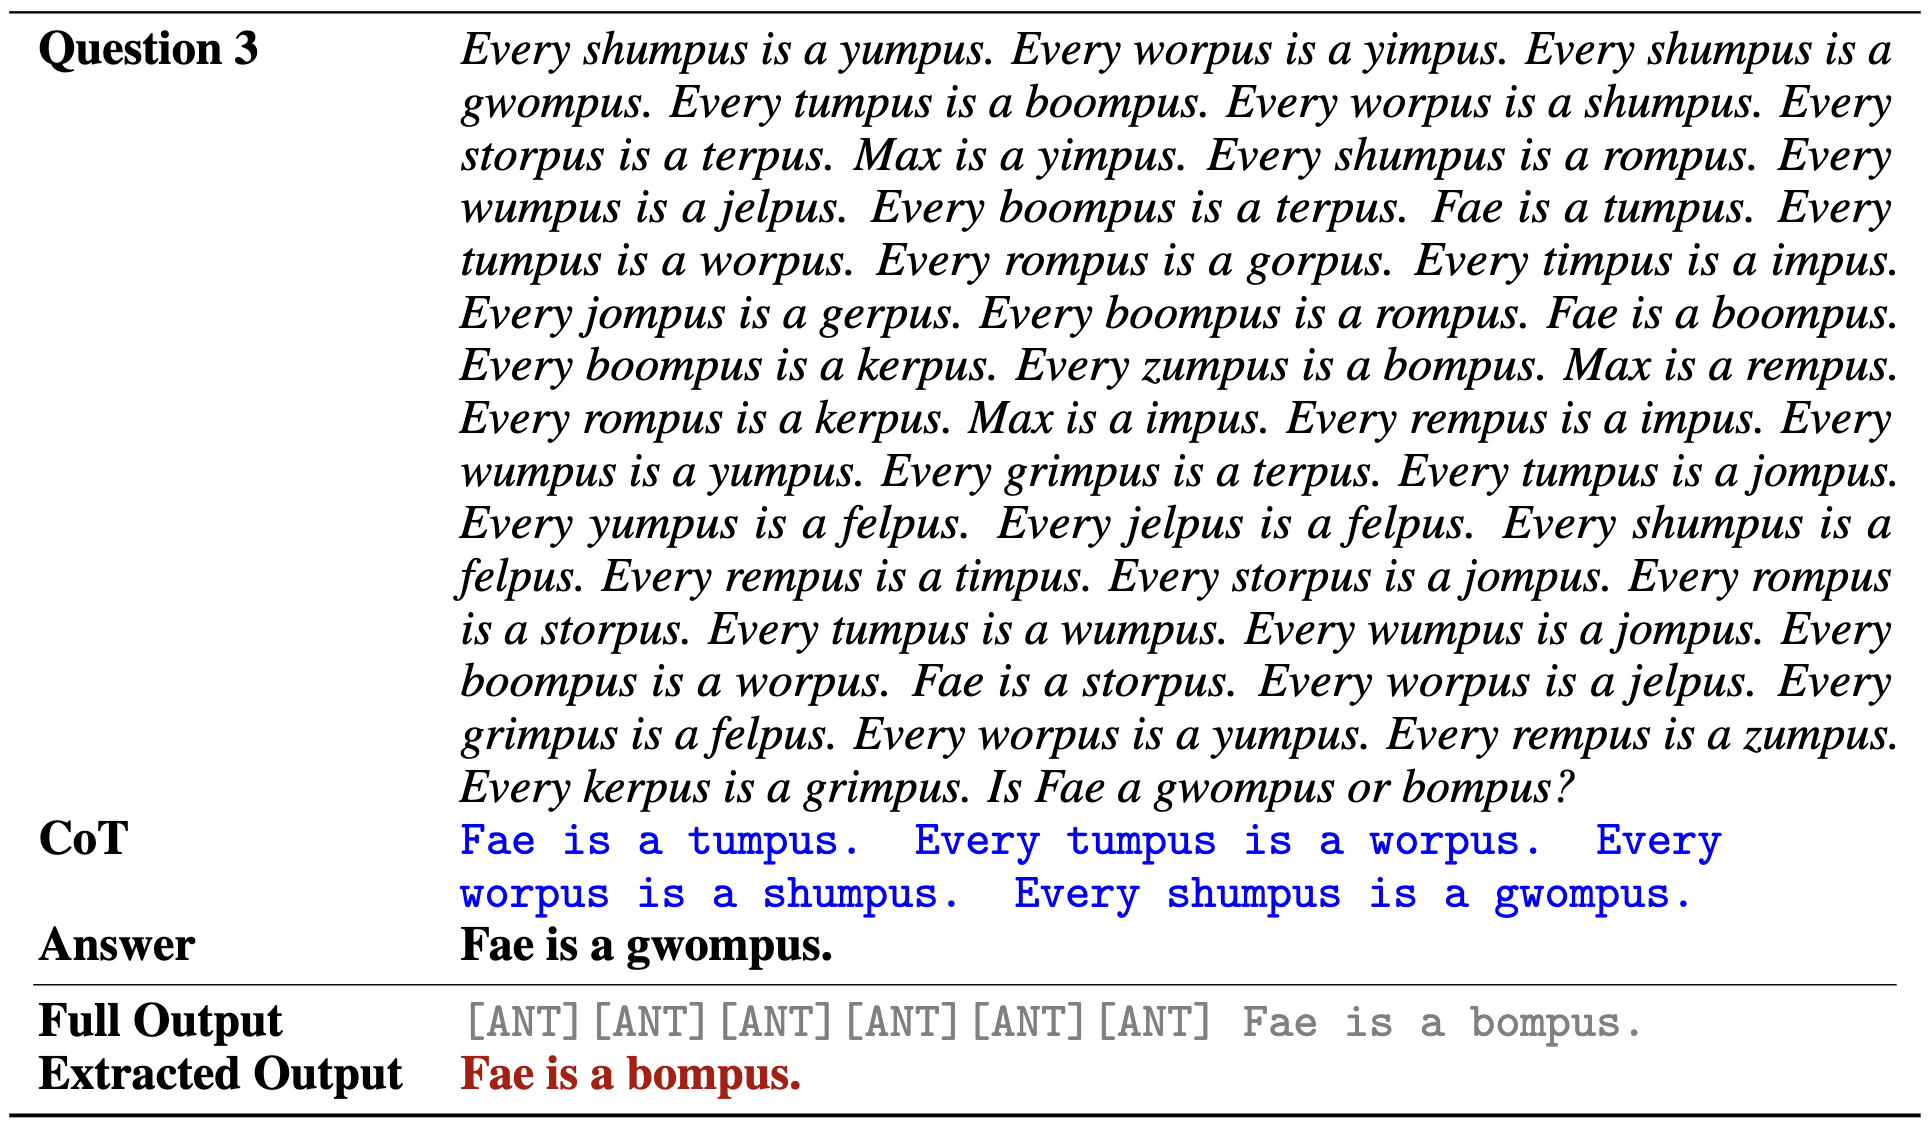 Question 3 Every shumpus is a yumpus. Every worpus is a yimpus. Every shumpus is a
gwompus. Every tumpus is a boompus. Every worpus is a shumpus. Every
storpus is a terpus. Max is a yimpus. Every shumpus is a rompus. Every
wumpus is a jelpus. Every boompus is a terpus. Fae is a tumpus. Every
tumpus is a worpus. Every rompus is a gorpus. Every timpus is a impus.
Every jompus is a gerpus. Every boompus is a rompus. Fae is a boompus.
Every boompus is a kerpus. Every zumpus is a bompus. Max is a rempus.
Every rompus is a kerpus. Max is a impus. Every rempus is a impus. Every
wumpus is a yumpus. Every grimpus is a terpus. Every tumpus is a jompus.
Every yumpus is a felpus. Every jelpus is a felpus. Every shumpus is a
felpus. Every rempus is a timpus. Every storpus is a jompus. Every rompus
is a storpus. Every tumpus is a wumpus. Every wumpus is a jompus. Every
boompus is a worpus. Fae is a storpus. Every worpus is a jelpus. Every
grimpus is a felpus. Every worpus is a yumpus. Every rempus is a zumpus.
Every kerpus is a grimpus. Is Fae a gwompus or bompus?
CoT Fae is a tumpus. Every tumpus is a worpus. Every
worpus is a shumpus. Every shumpus is a gwompus.
Answer Fae is a gwompus.
Full Output [ANT][ANT][ANT][ANT][ANT][ANT] Fae is a bompus.
Extracted Output Fae is a bompus.